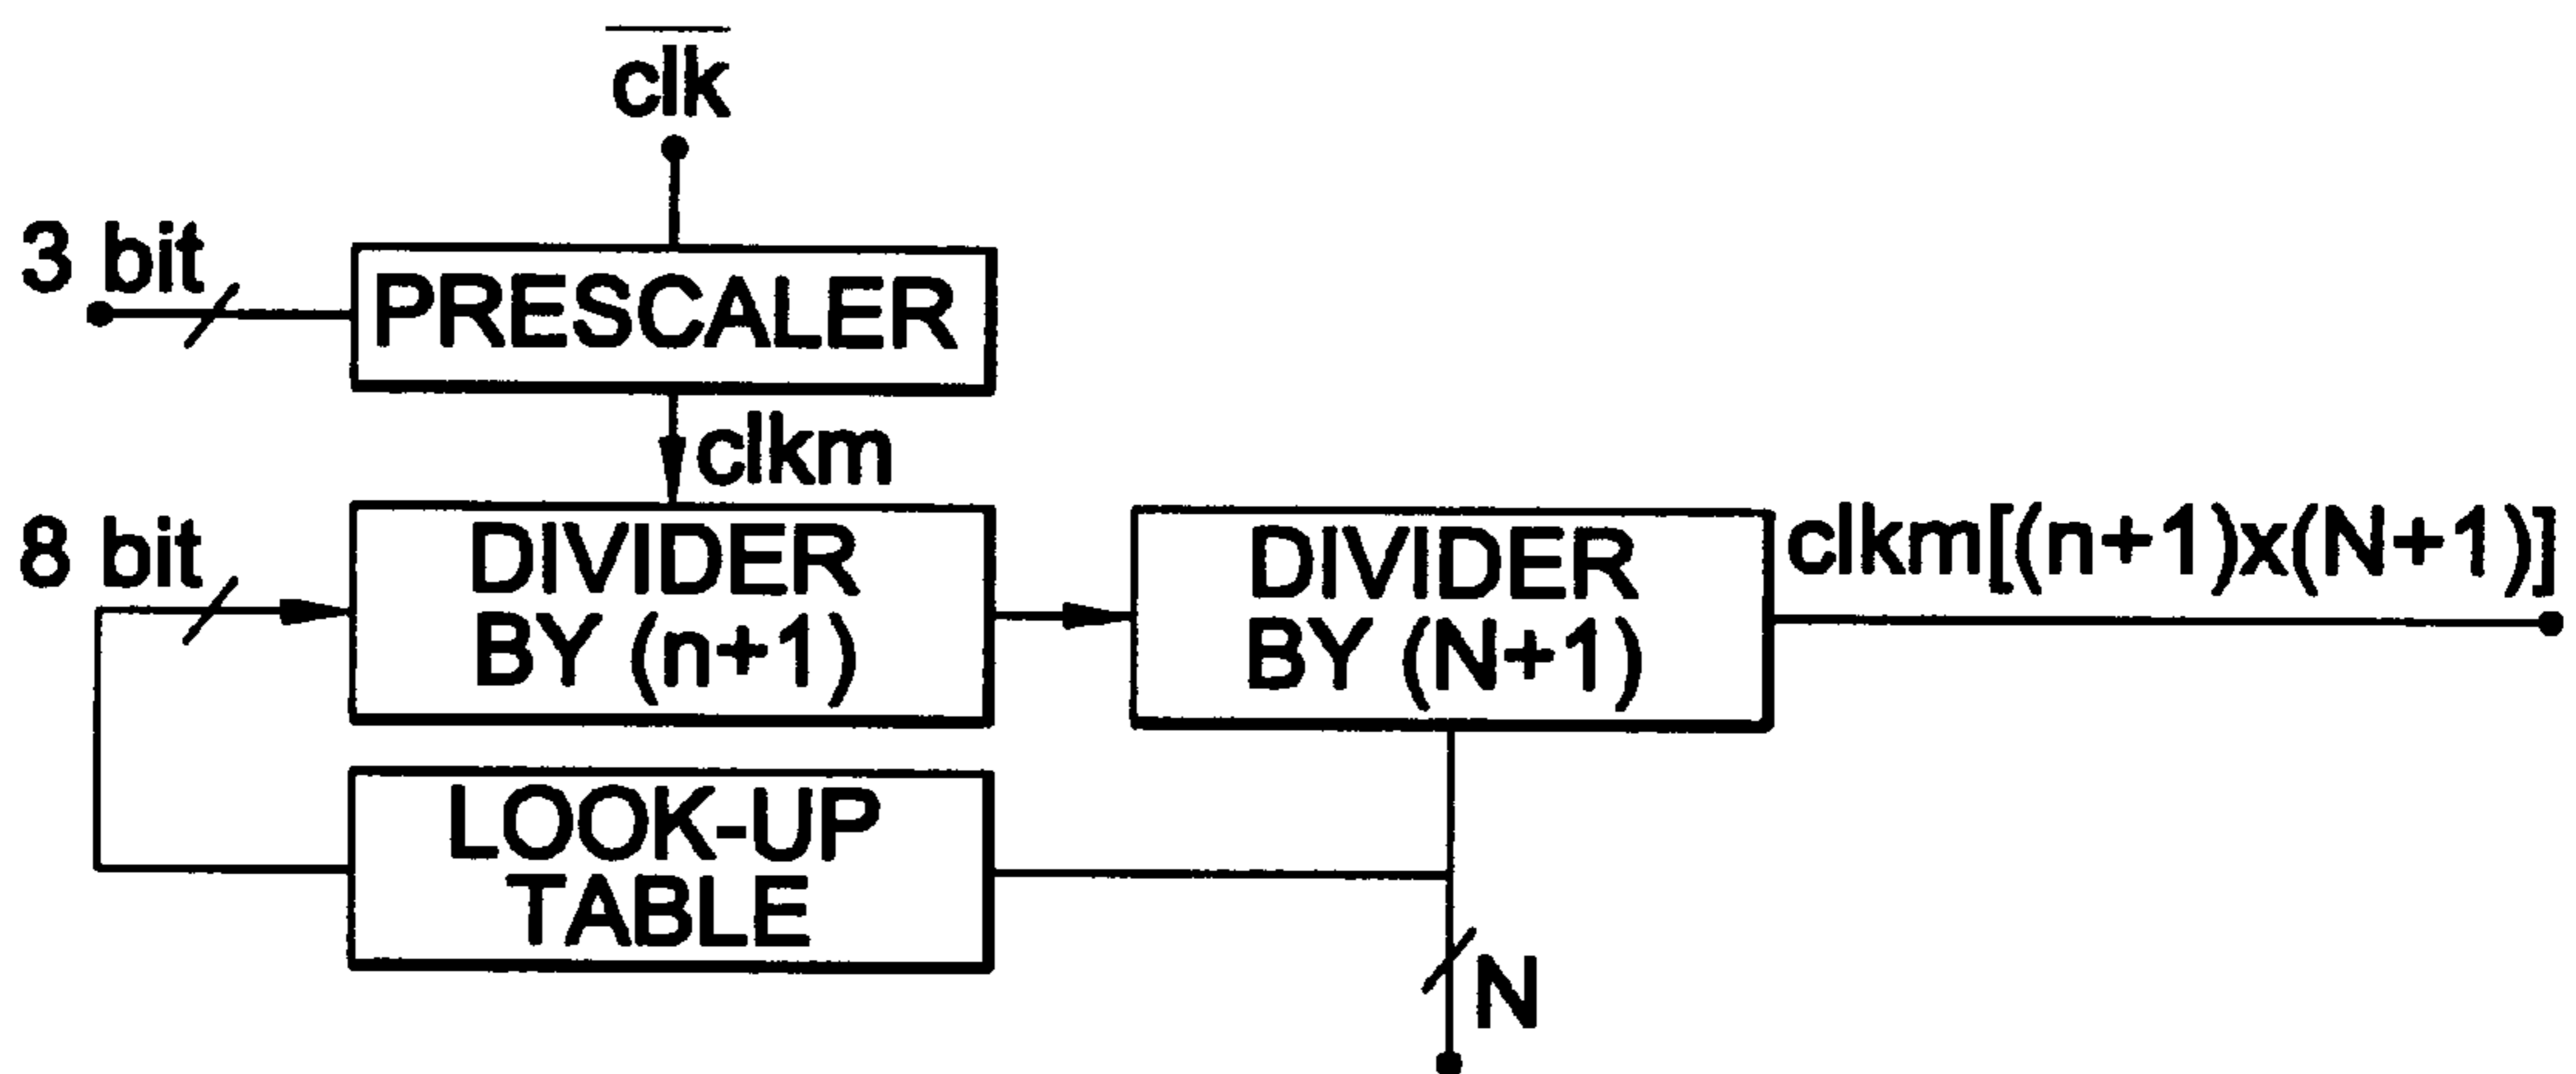 clk
3 bit
PRESCALER
clkm
8 bit
DIVIDER
BY (n+1)
DIVIDER
BY (N+1)
clkm[(n+1)x(N+1)]
LOOK-UP
TABLE
N